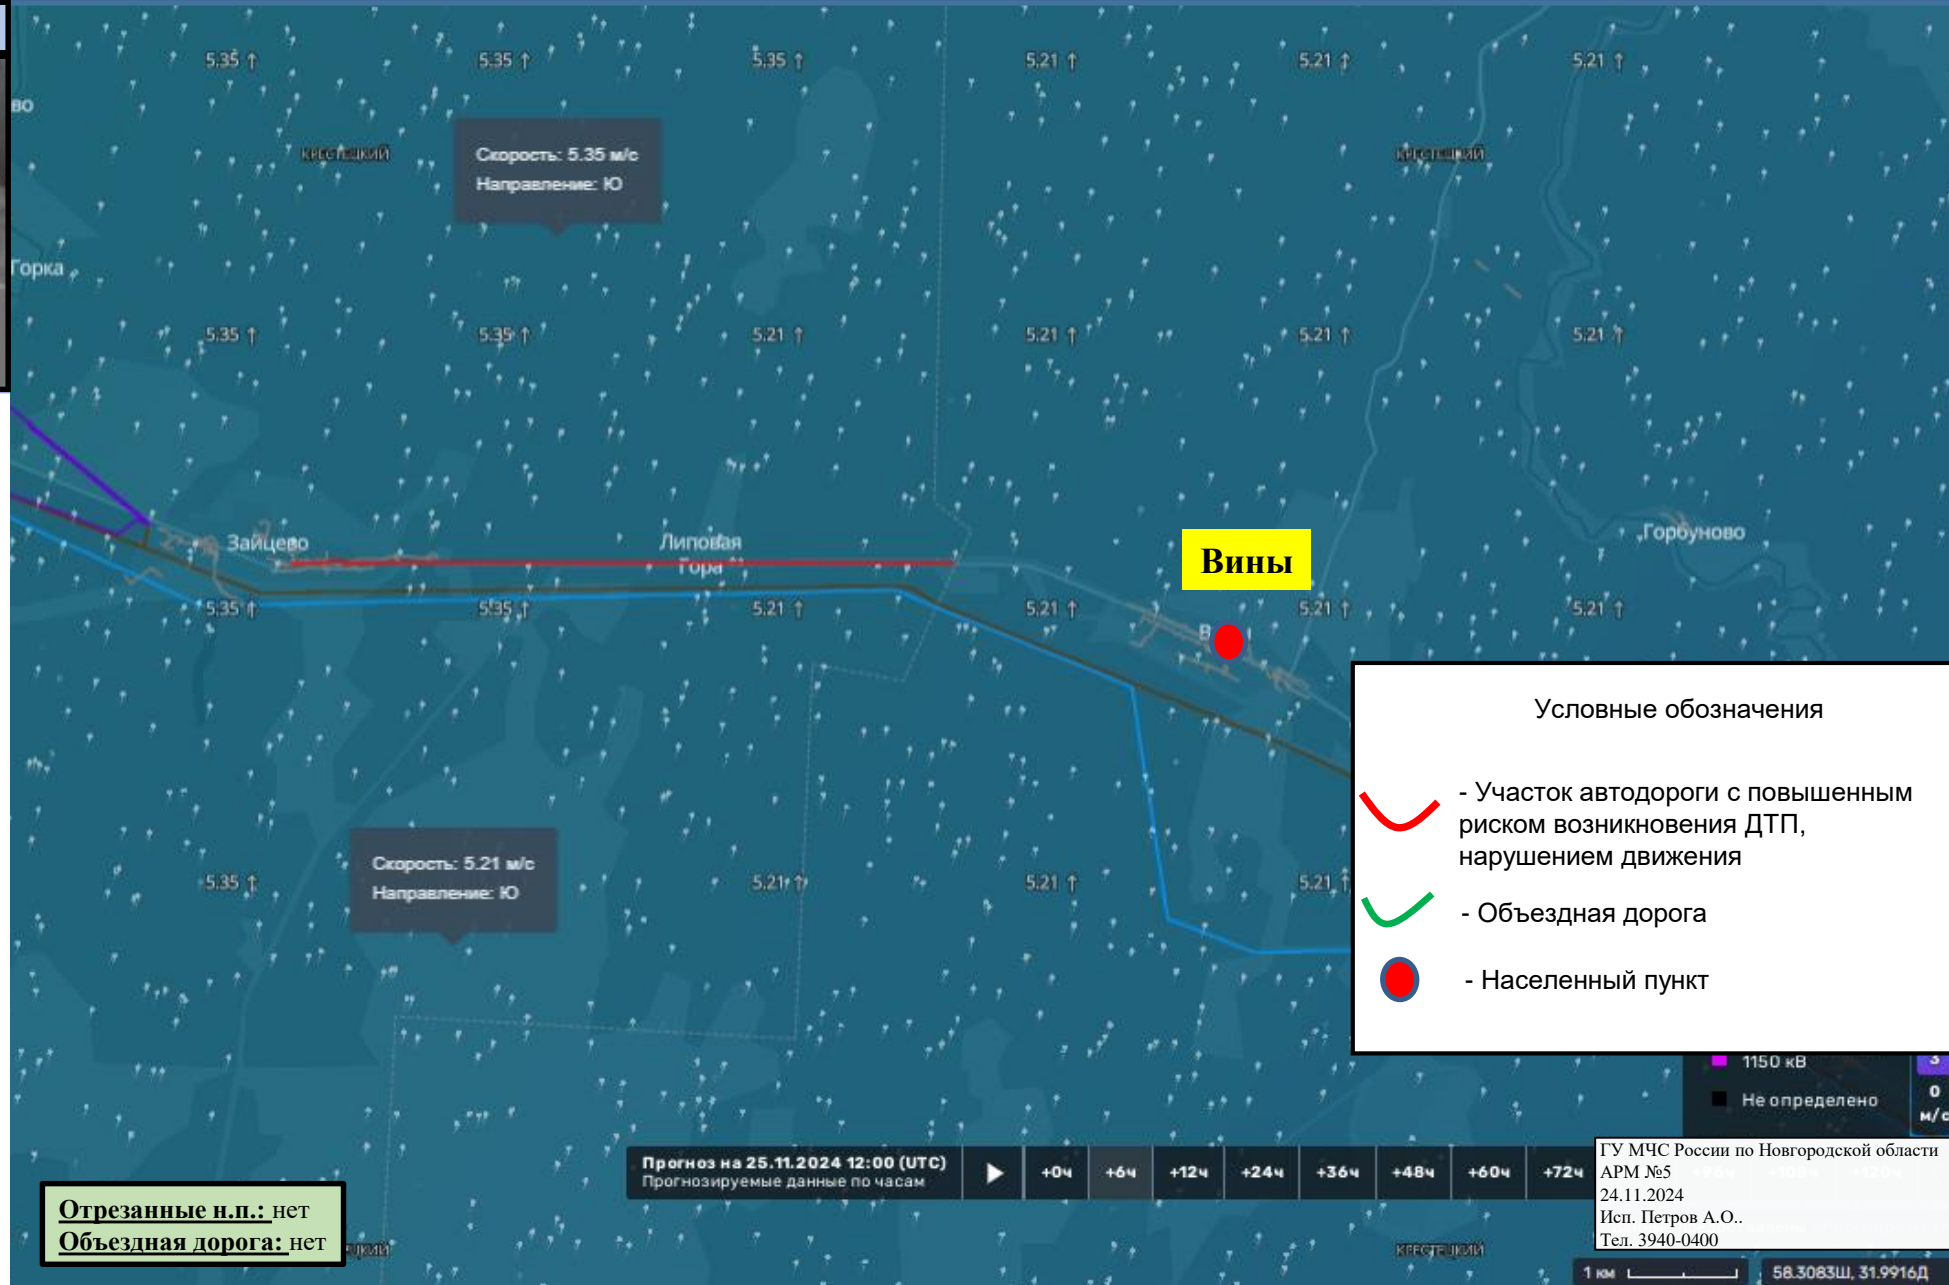 5.35 ↑
5.35 ↑
5.35 ↑
5.21 ↑
5.21 ↑
5.21 ↑
во
КРЕСТЕЦКИЙ
Скорость: 5.35 м/с
Направление: Ю
КРЕСТЕЦКИЙ
Горка
5.35 ↑
5.35 ↑
5.21 ↑
5.21 ↑
5.21 ↑
5.21 ↑
Зайцево
Липовая
Гора
Вины
Горбуново
5.35 ↑
5.35 ↑
5.21 ↑
5.21 ↑
5.21 ↑
5.21 ↑
Условные обозначения
- Участок автодороги с повышенным
риском возникновения ДТП,
нарушением движения
- Объездная дорога
- Населенный пункт
Скорость: 5.21 м/с
Направление: Ю
5.35 ↑
5.21 ↑
5.21 ↑
5.21 ↑
1150 кВ
3
Не определено
0
м/с
Прогноз на 25.11.2024 12:00 (UTC)
Прогнозируемые данные по часам
+0ч +6ч +12ч +24ч +36ч +48ч +60ч +72ч
ГУ МЧС России по Новгородской области
АРМ №5
24.11.2024
Исп. Петров А.О..
Тел. 3940-0400
Отрезанные н.п.: нет
Объездная дорога: нет
ЦКИЙ
КРЕСТЕЦКИЙ
1 км
58.3083Ш, 31.9916Д